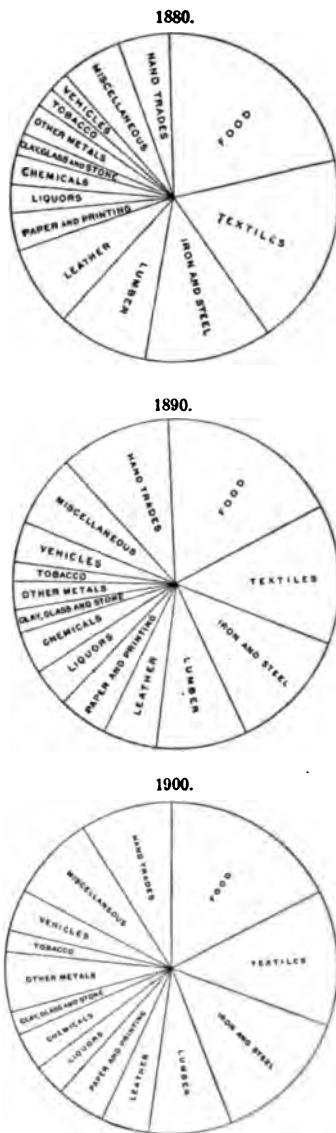 1880.
FOOD
TEXTILES
IRON AND STEEL
LUMBER
LEATHER
PAPER AND PRINTING
LIQUORS
CHEMICALS
CLAY, GLASS AND STONE
OTHER METALS
TOBACCO
VEHICLES
MISCELLANEOUS
HAND TRADES
1890.
FOOD
TEXTILES
IRON AND STEEL
LUMBER
LEATHER
PAPER AND PRINTING
LIQUORS
CHEMICALS
CLAY, GLASS AND STONE
OTHER METALS
TOBACCO
VEHICLES
MISCELLANEOUS
HAND TRADES
1900.
FOOD
TEXTILES
IRON AND STEEL
LUMBER
LEATHER
PAPER AND PRINTING
LIQUORS
CHEMICALS
CLAY, GLASS AND STONE
OTHER METALS
TOBACCO
VEHICLES
MISCELLANEOUS
HAND TRADES